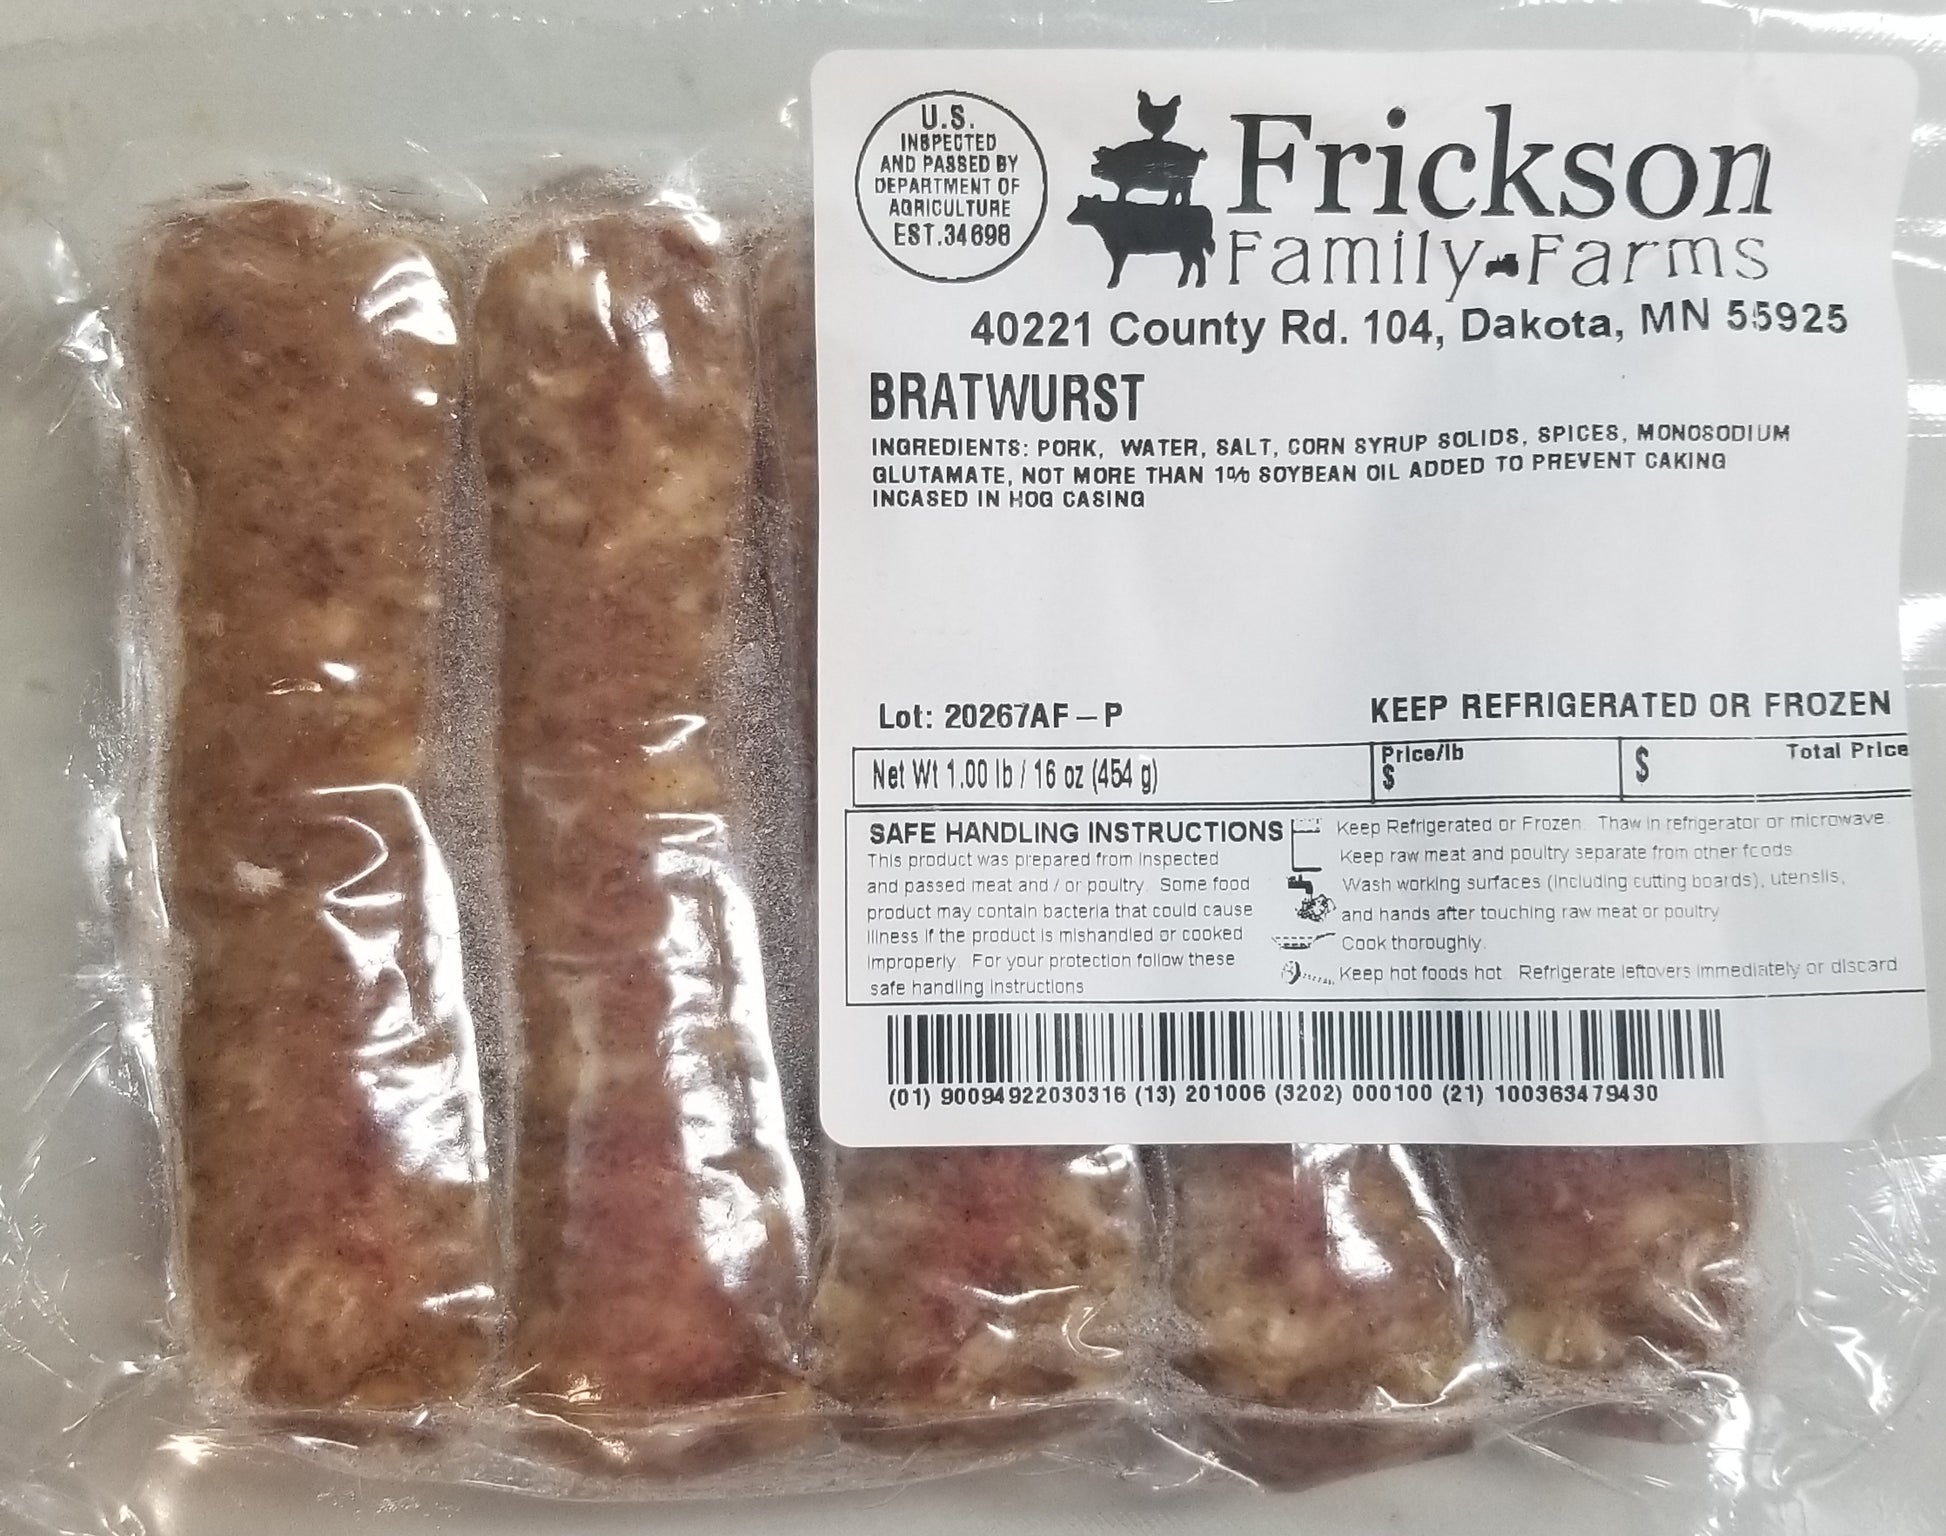 U.S.
INSPECTED
AND PASSED BY
DEPARTMENT OF
AGRICULTURE
EST.34698
Frickson
Family Farms
40221 County Rd. 104, Dakota, MN 55925
BRATWURST
INGREDIENTS: PORK, WATER, SALT, CORN SYRUP SOLIDS, SPICES, MONOSODIUM
GLUTAMATE, NOT MORE THAN 1% SOYBEAN OIL ADDED TO PREVENT CAKING
INCASED IN HOG CASING
Lot: 20267AF – P
KEEP REFRIGERATED OR FROZEN
Net Wt 1.00 lb / 16 oz (454 g)
Price/lb
$
$
Total Price
SAFE HANDLING INSTRUCTIONS
This product was prepared from inspected
and passed meat and / or poultry. Some food
product may contain bacteria that could cause
illness if the product is mishandled or cooked
improperly. For your protection follow these
safe handling instructions
Keep Refrigerated or Frozen. Thaw in refrigerator or microwave.
Keep raw meat and poultry separate from other foods
Wash working surfaces (including cutting boards), utensils,
and hands after touching raw meat or poultry
Cook thoroughly.
Keep hot foods hot. Refrigerate leftovers immediately or discard
(01) 90094922030316 (13) 201006 (3202) 000100 (21) 100363479430